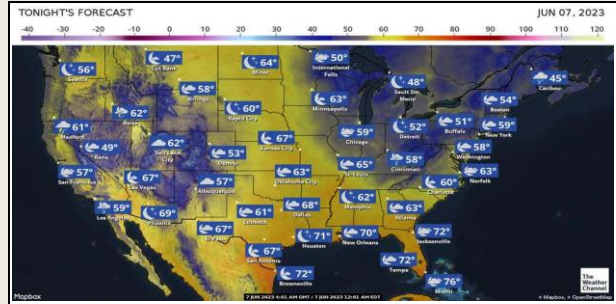 TONIGHT'S FORECAST
JUN 07, 2023
-40 -30 -20 -10 0 10 20 30 40 50 60 70 80 90 100 110 120
47°
Cut Bank
64°
Minot
50°
International Falls
56°
Seattle
58°
Billings
48°
Sault Ste Marie
45°
Caribou
60°
Rapid City
63°
Minneapolis
54°
Boston
62°
Boise
61°
Medford
59°
Chicago
52°
Detroit
51°
Buffalo
59°
New York
49°
Reno
62°
Salt Lake City
53°
Denver
67°
Kansas City
58°
Cincinnati
58°
Washington
57°
San Francisco
67°
Las Vegas
57°
Albuquerque
63°
Oklahoma City
65°
St. Louis
60°
Charlotte
63°
Norfolk
59°
Los Angeles
69°
Phoenix
61°
Lubbock
68°
Dallas
62°
Memphis
63°
Atlanta
67°
El Paso
67°
San Antonio
71°
Houston
70°
New Orleans
72°
Jacksonville
72°
Brownsville
72°
Tampa
76°
Miami
The
Weather
Channel
Mapbox
7 JUN 2023 4:01 AM GMT / 7 JUN 2023 12:01 AM EDT
© Mapbox, © OpenStreetMap